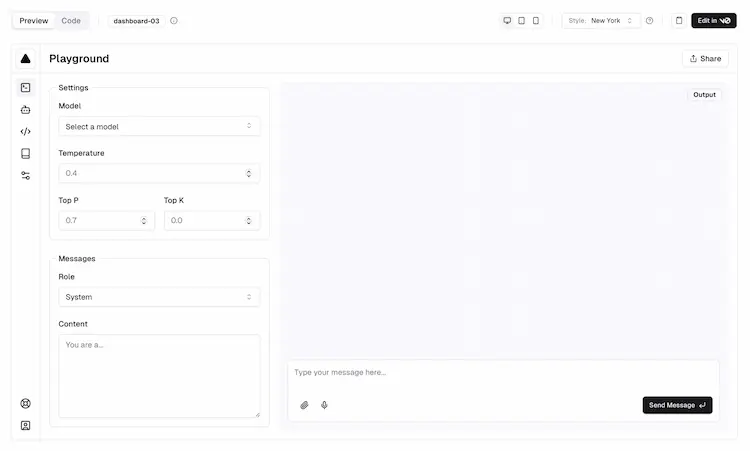 Preview Code dashboard-03 Style: New York Edit in v0
Playground Share
Settings
Model
Select a model
Temperature
0.4
Top P Top K
0.7 0.0
Messages
Role
System
Content
You are a...
Output
Type your message here...
Send Message